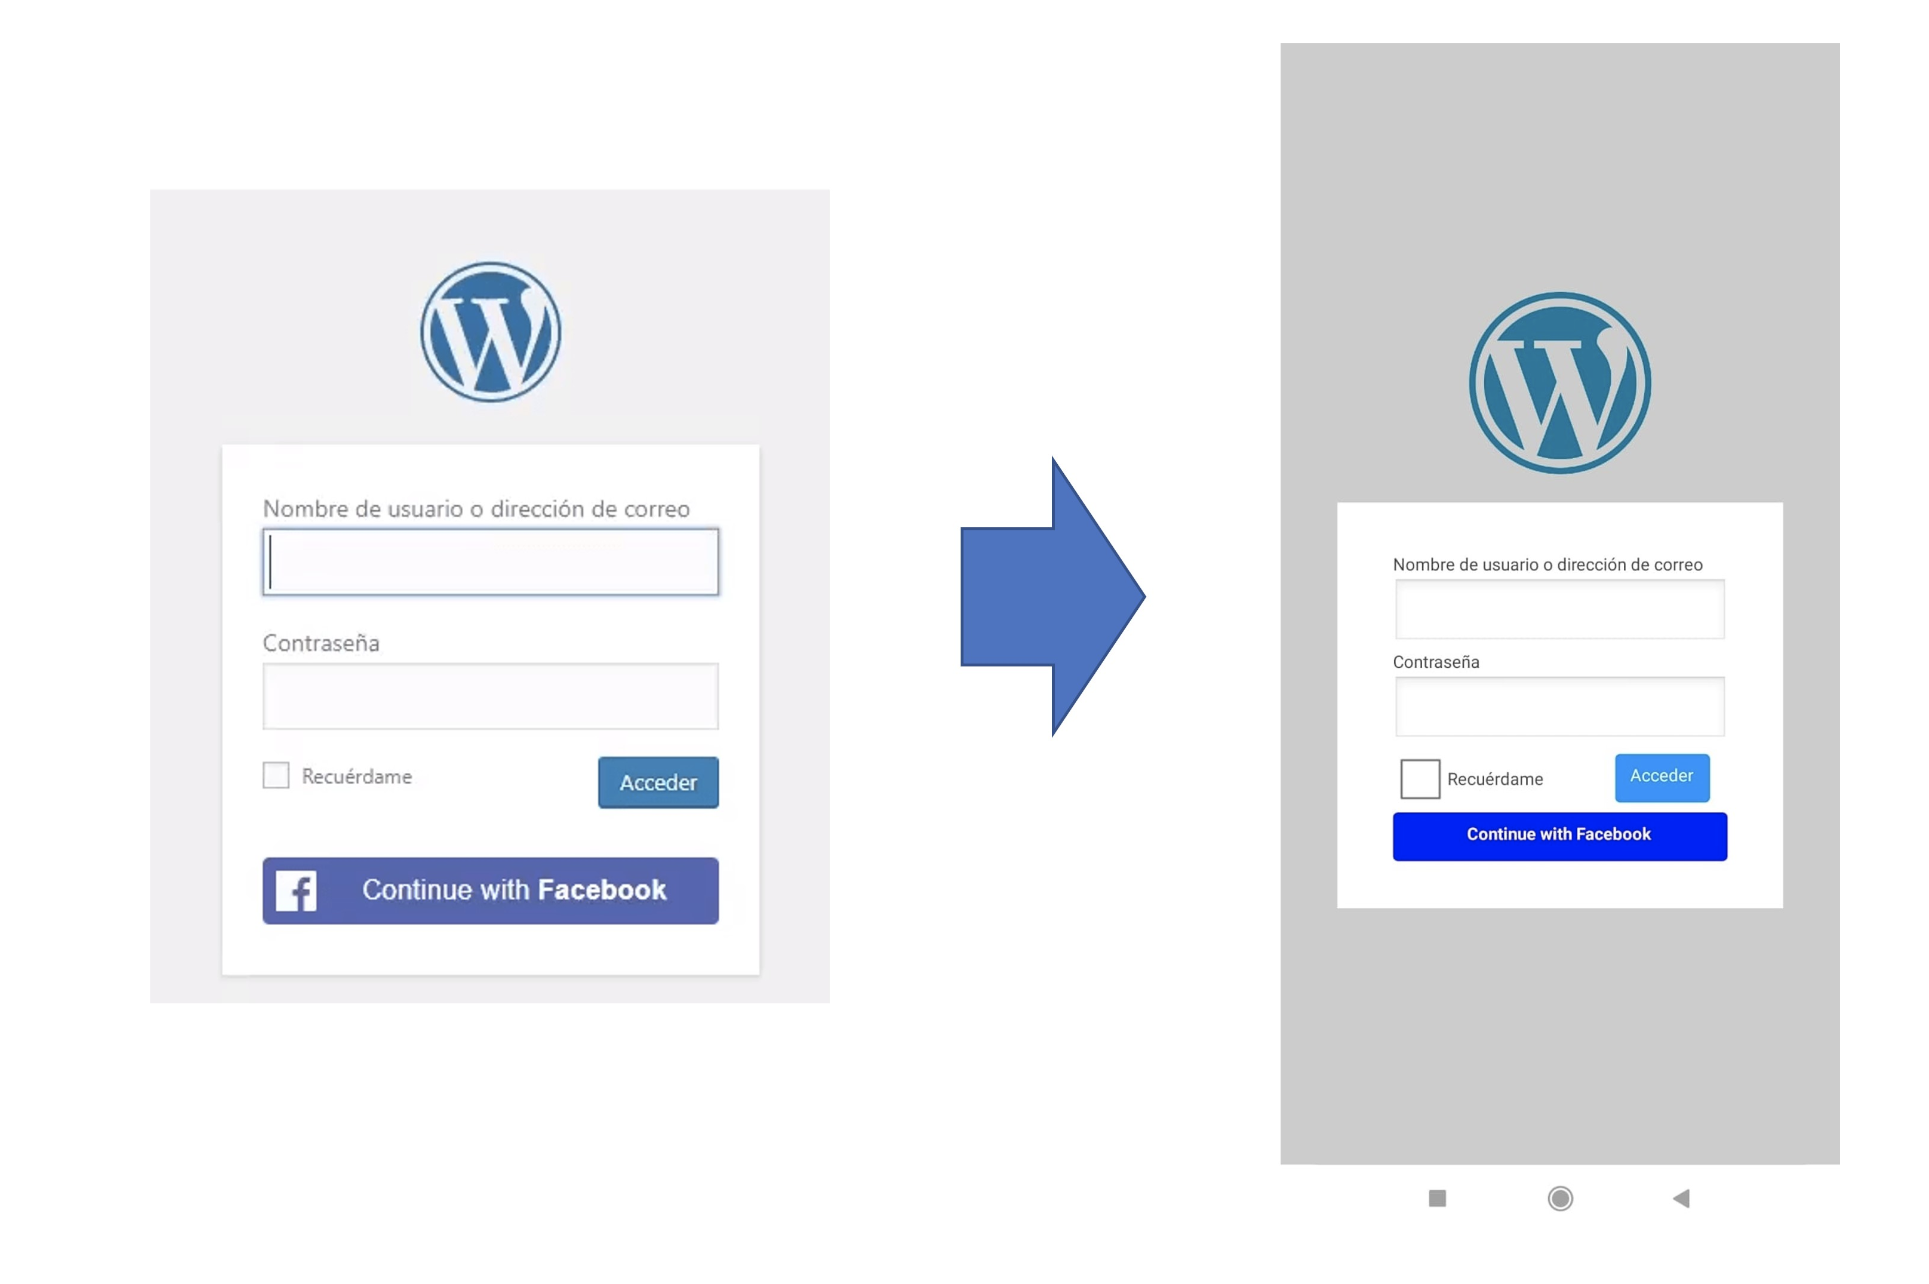 Nombre de usuario o dirección de correo
Contraseña
Recuérdame
Acceder
Continue with Facebook
Nombre de usuario o dirección de correo
Contraseña
Recuérdame
Acceder
Continue with Facebook